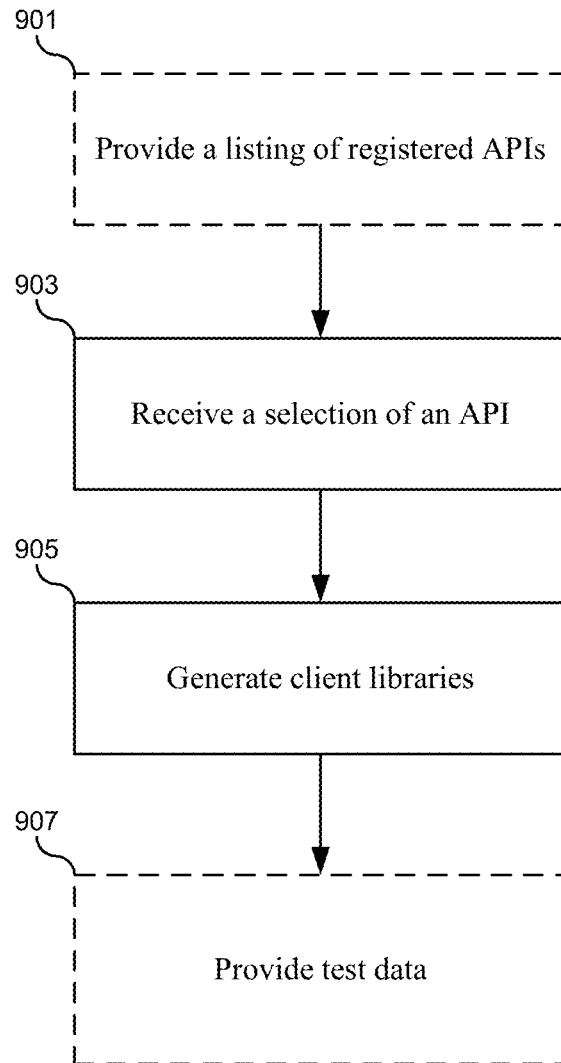 901
Provide a listing of registered APIs
903
Receive a selection of an API
905
Generate client libraries
907
Provide test data